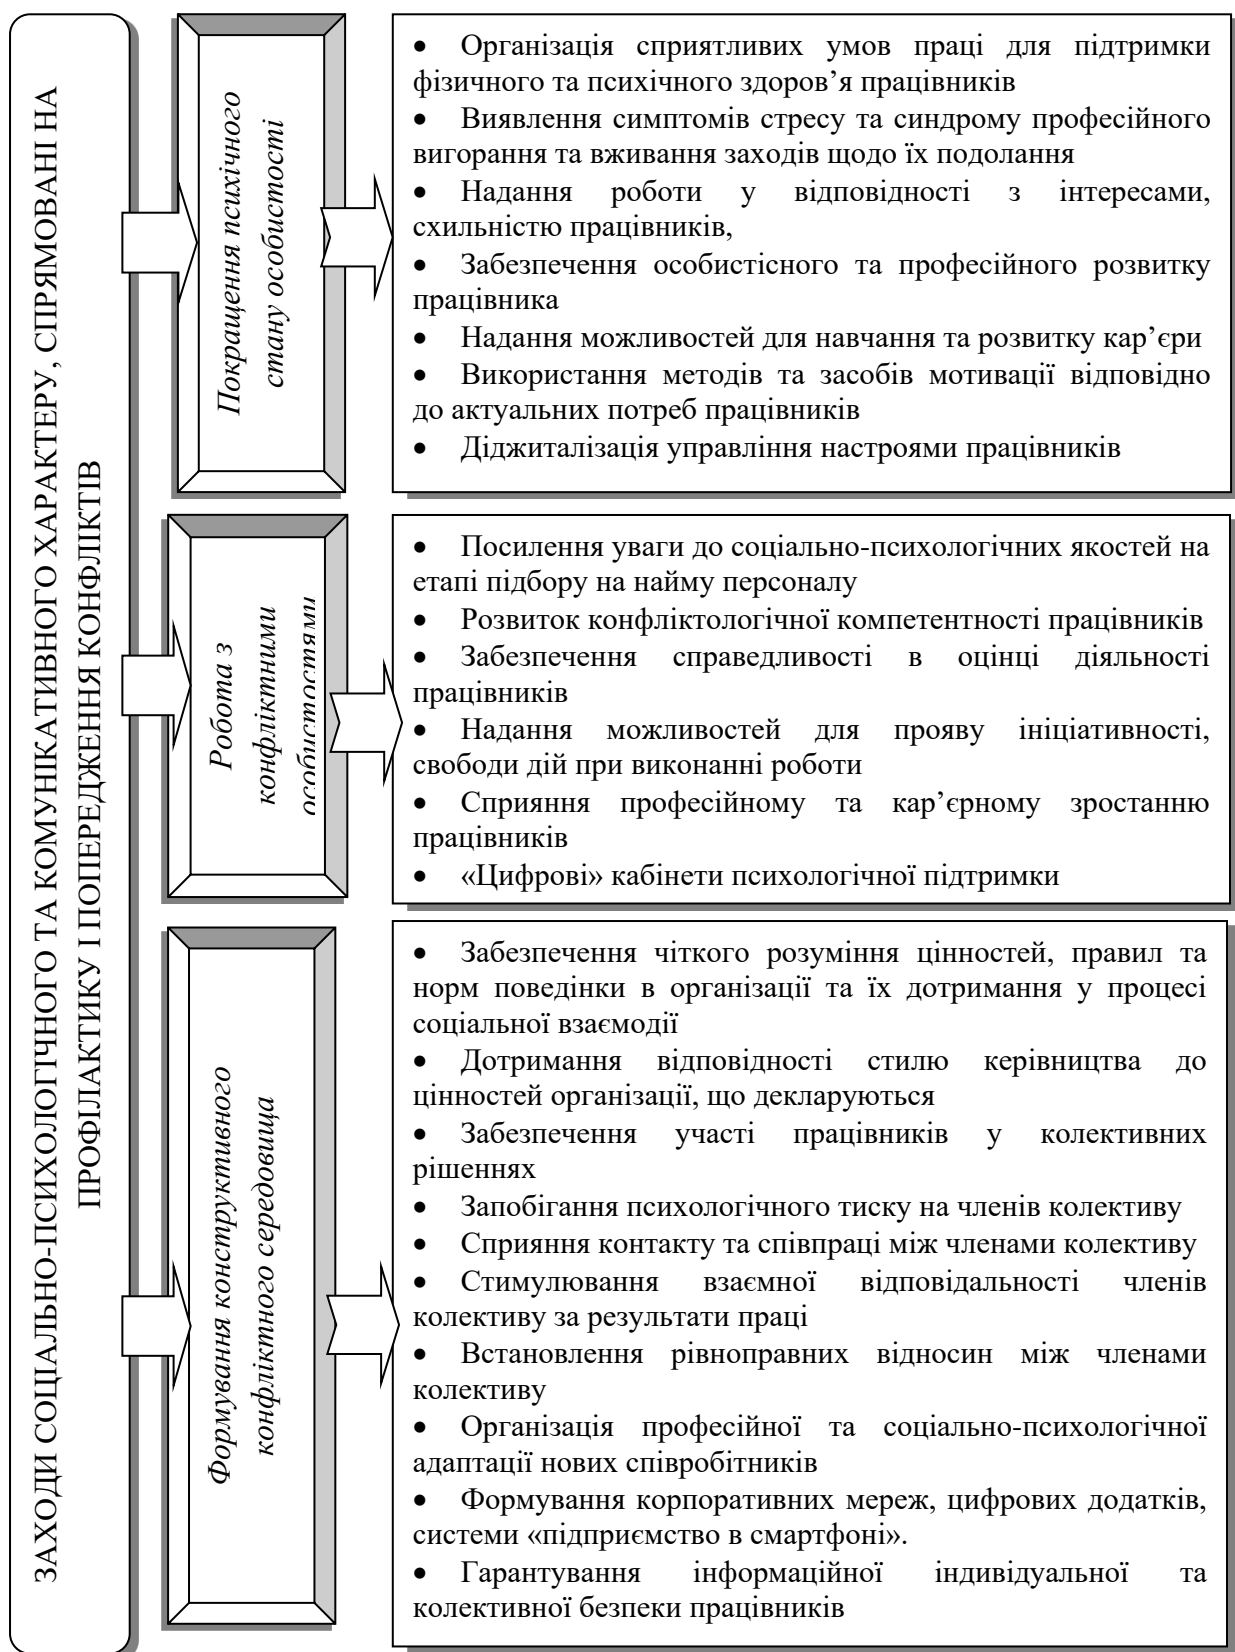 ЗАХОДИ СОЦІАЛЬНО-ПСИХОЛОГІЧНОГО ТА КОМУНІКАТИВНОГО ХАРАКТЕРУ, СПРЯМОВАНІ НА
ПРОФІЛАКТИКУ І ПОПЕРЕДЖЕННЯ КОНФЛІКТІВ
Покращення психічного
стану особистості
• Організація сприятливих умов праці для підтримки
фізичного та психічного здоров’я працівників
• Виявлення симптомів стресу та синдрому професійного
вигорання та вживання заходів щодо їх подолання
• Надання роботи у відповідності з інтересами,
схильністю працівників,
• Забезпечення особистісного та професійного розвитку
працівника
• Надання можливостей для навчання та розвитку кар’єри
• Використання методів та засобів мотивації відповідно
до актуальних потреб працівників
• Діджиталізація управління настроями працівників
Робота з
конфліктними
особистостями
• Посилення уваги до соціально-психологічних якостей на
етапі підбору на найму персоналу
• Розвиток конфліктологічної компетентності працівників
• Забезпечення справедливості в оцінці діяльності
працівників
• Надання можливостей для прояву ініціативності,
свободи дій при виконанні роботи
• Сприяння професійному та кар’єрному зростанню
працівників
• «Цифрові» кабінети психологічної підтримки
Формування конструктивного
конфліктного середовища
• Забезпечення чіткого розуміння цінностей, правил та
норм поведінки в організації та їх дотримання у процесі
соціальної взаємодії
• Дотримання відповідності стилю керівництва до
цінностей організації, що декларуються
• Забезпечення участі працівників у колективних
рішеннях
• Запобігання психологічного тиску на членів колективу
• Сприяння контакту та співпраці між членами колективу
• Стимулювання взаємної відповідальності членів
колективу за результати праці
• Встановлення рівноправних відносин між членами
колективу
• Організація професійної та соціально-психологічної
адаптації нових співробітників
• Формування корпоративних мереж, цифрових додатків,
системи «підприємство в смартфоні».
• Гарантування інформаційної індивідуальної та
колективної безпеки працівників